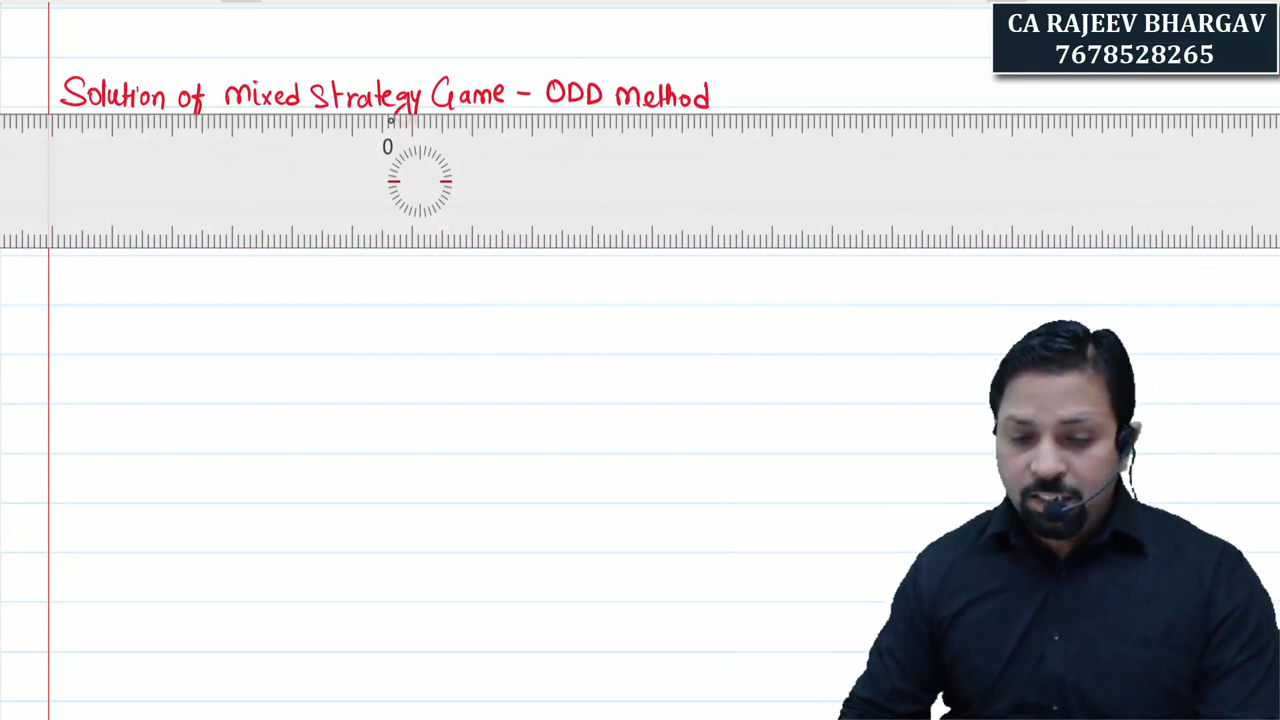 CA RAJEEV BHARGAV
7678528265
Solution of Mixed Strategy Game - ODD Method
0